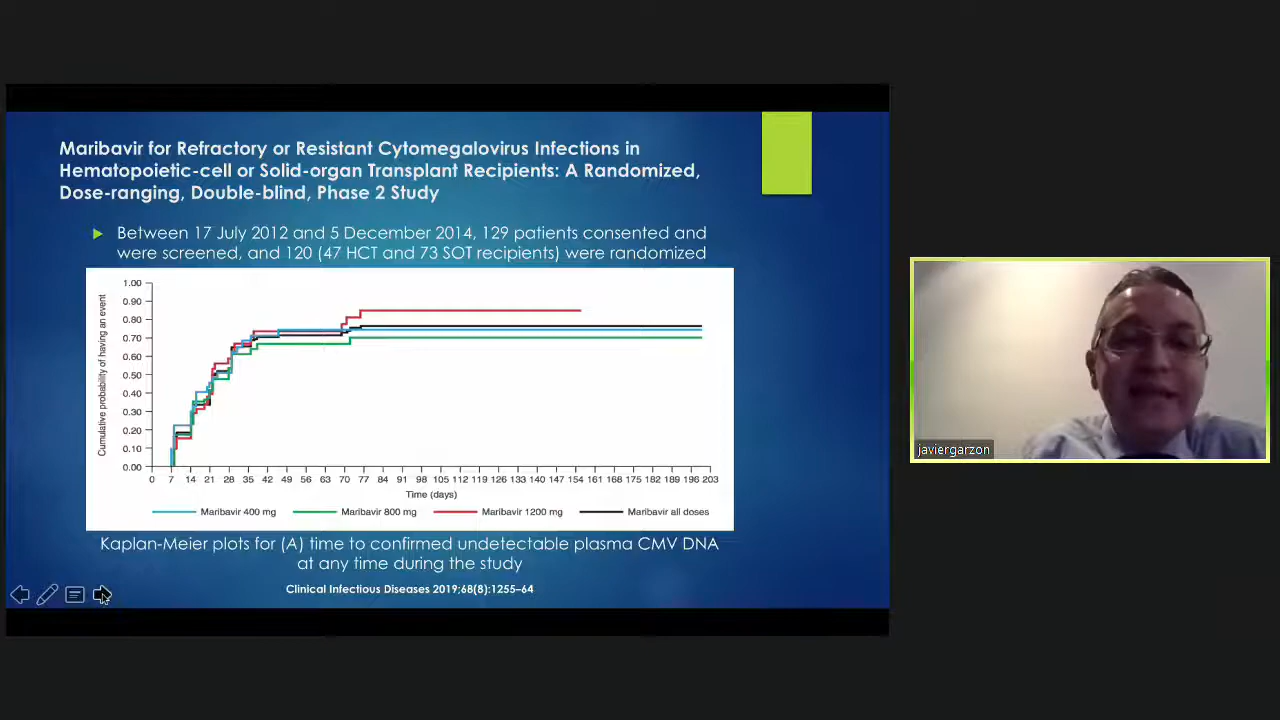 Maribavir for Refractory or Resistant Cytomegalovirus Infections in
Hematopoietic-cell or Solid-organ Transplant Recipients: A Randomized,
Dose-ranging, Double-blind, Phase 2 Study
Between 17 July 2012 and 5 December 2014, 129 patients consented and
were screened, and 120 (47 HCT and 73 SOT recipients) were randomized
Cumulative probability of having an event
1.00
0.90
0.80
0.70
0.60
0.50
0.40
0.30
0.20
0.10
0.00
0 7 14 21 28 35 42 49 56 63 70 77 84 91 98 105 112 119 126 133 140 147 154 161 168 175 182 189 196 203
Time (days)
Maribavir 400 mg Maribavir 800 mg Maribavir 1200 mg Maribavir all doses
Kaplan-Meier plots for (A) time to confirmed undetectable plasma CMV DNA
at any time during the study
Clinical Infectious Diseases 2019;68(8):1255–64
javiergarzon